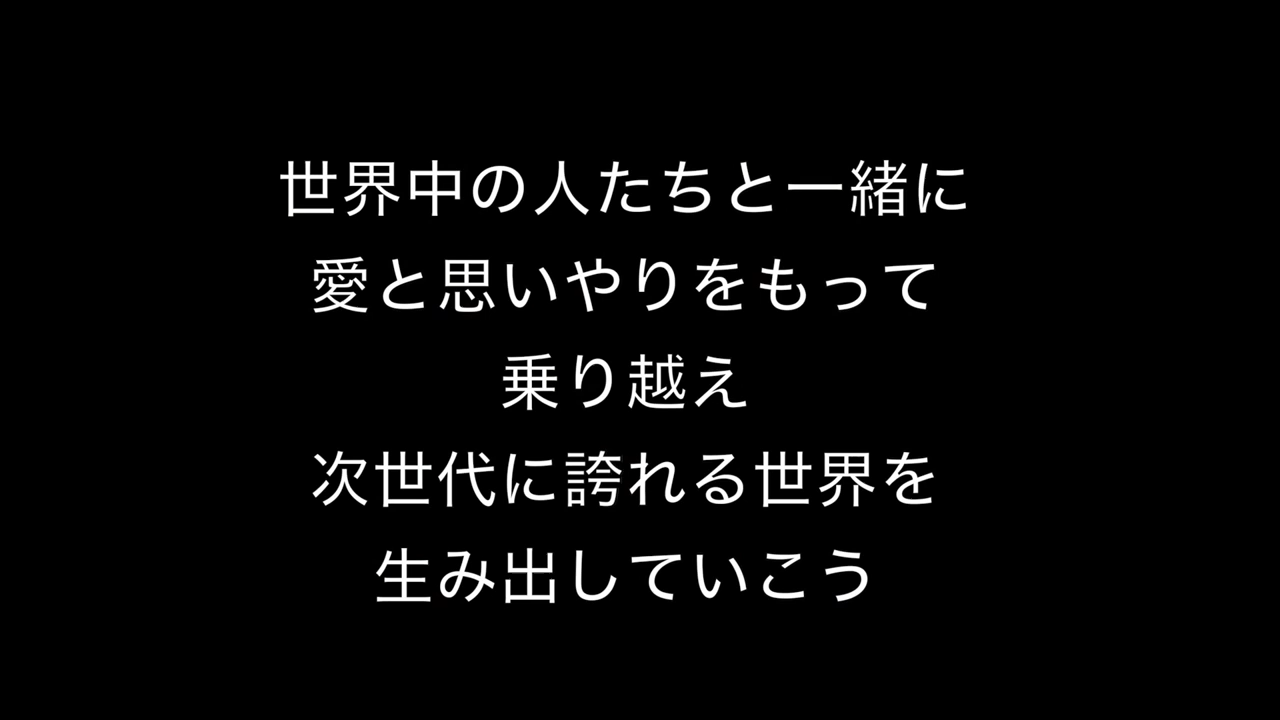 世界中の人たちと一緒に
愛と思いやりをもって
乗り越え
次世代に誇れる世界を
生み出していこう